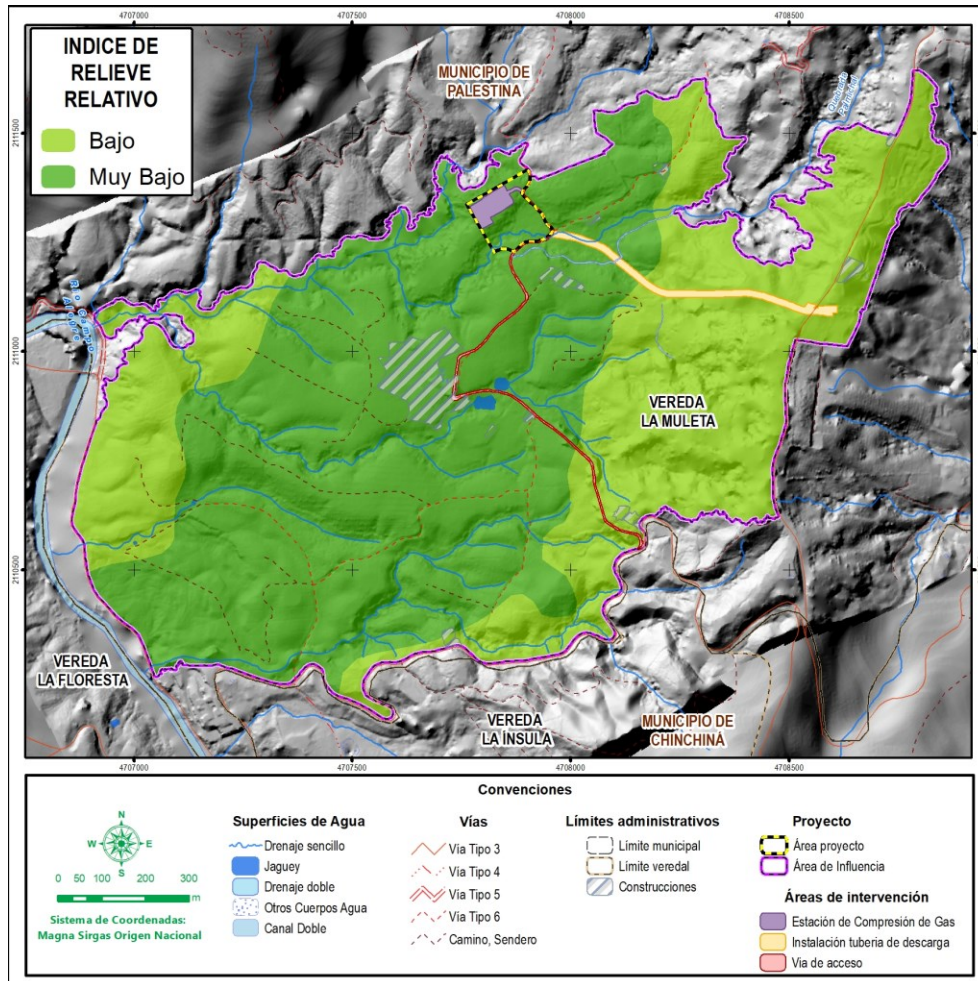 4707000
4707500
4708000
4708500
INDICE DE
RELIEVE
RELATIVO
Bajo
Muy Bajo
MUNICIPIO DE
PALESTINA
Quebrada
2111500
2111000
2110500
VEREDA
LA MULETA
VEREDA
LA FLORESTA
VEREDA
LA ÍNSULA
MUNICIPIO DE
CHINCHINÁ
4707000
4707500
4708000
4708500
Convenciones
N
W
E
S
0 50 100 200 300
m
Sistema de Coordenadas:
Magna Sirgas Origen Nacional
Superficies de Agua
Drenaje sencillo
Jaguey
Drenaje doble
Otros Cuerpos Agua
Canal Doble
Vías
Vía Tipo 3
Vía Tipo 4
Vía Tipo 5
Vía Tipo 6
Camino, Sendero
Límites administrativos
Límite municipal
Límite veredal
Construcciones
Proyecto
Área proyecto
Área de Influencia
Áreas de intervención
Estación de Compresión de Gas
Instalación tuberia de descarga
Via de acceso